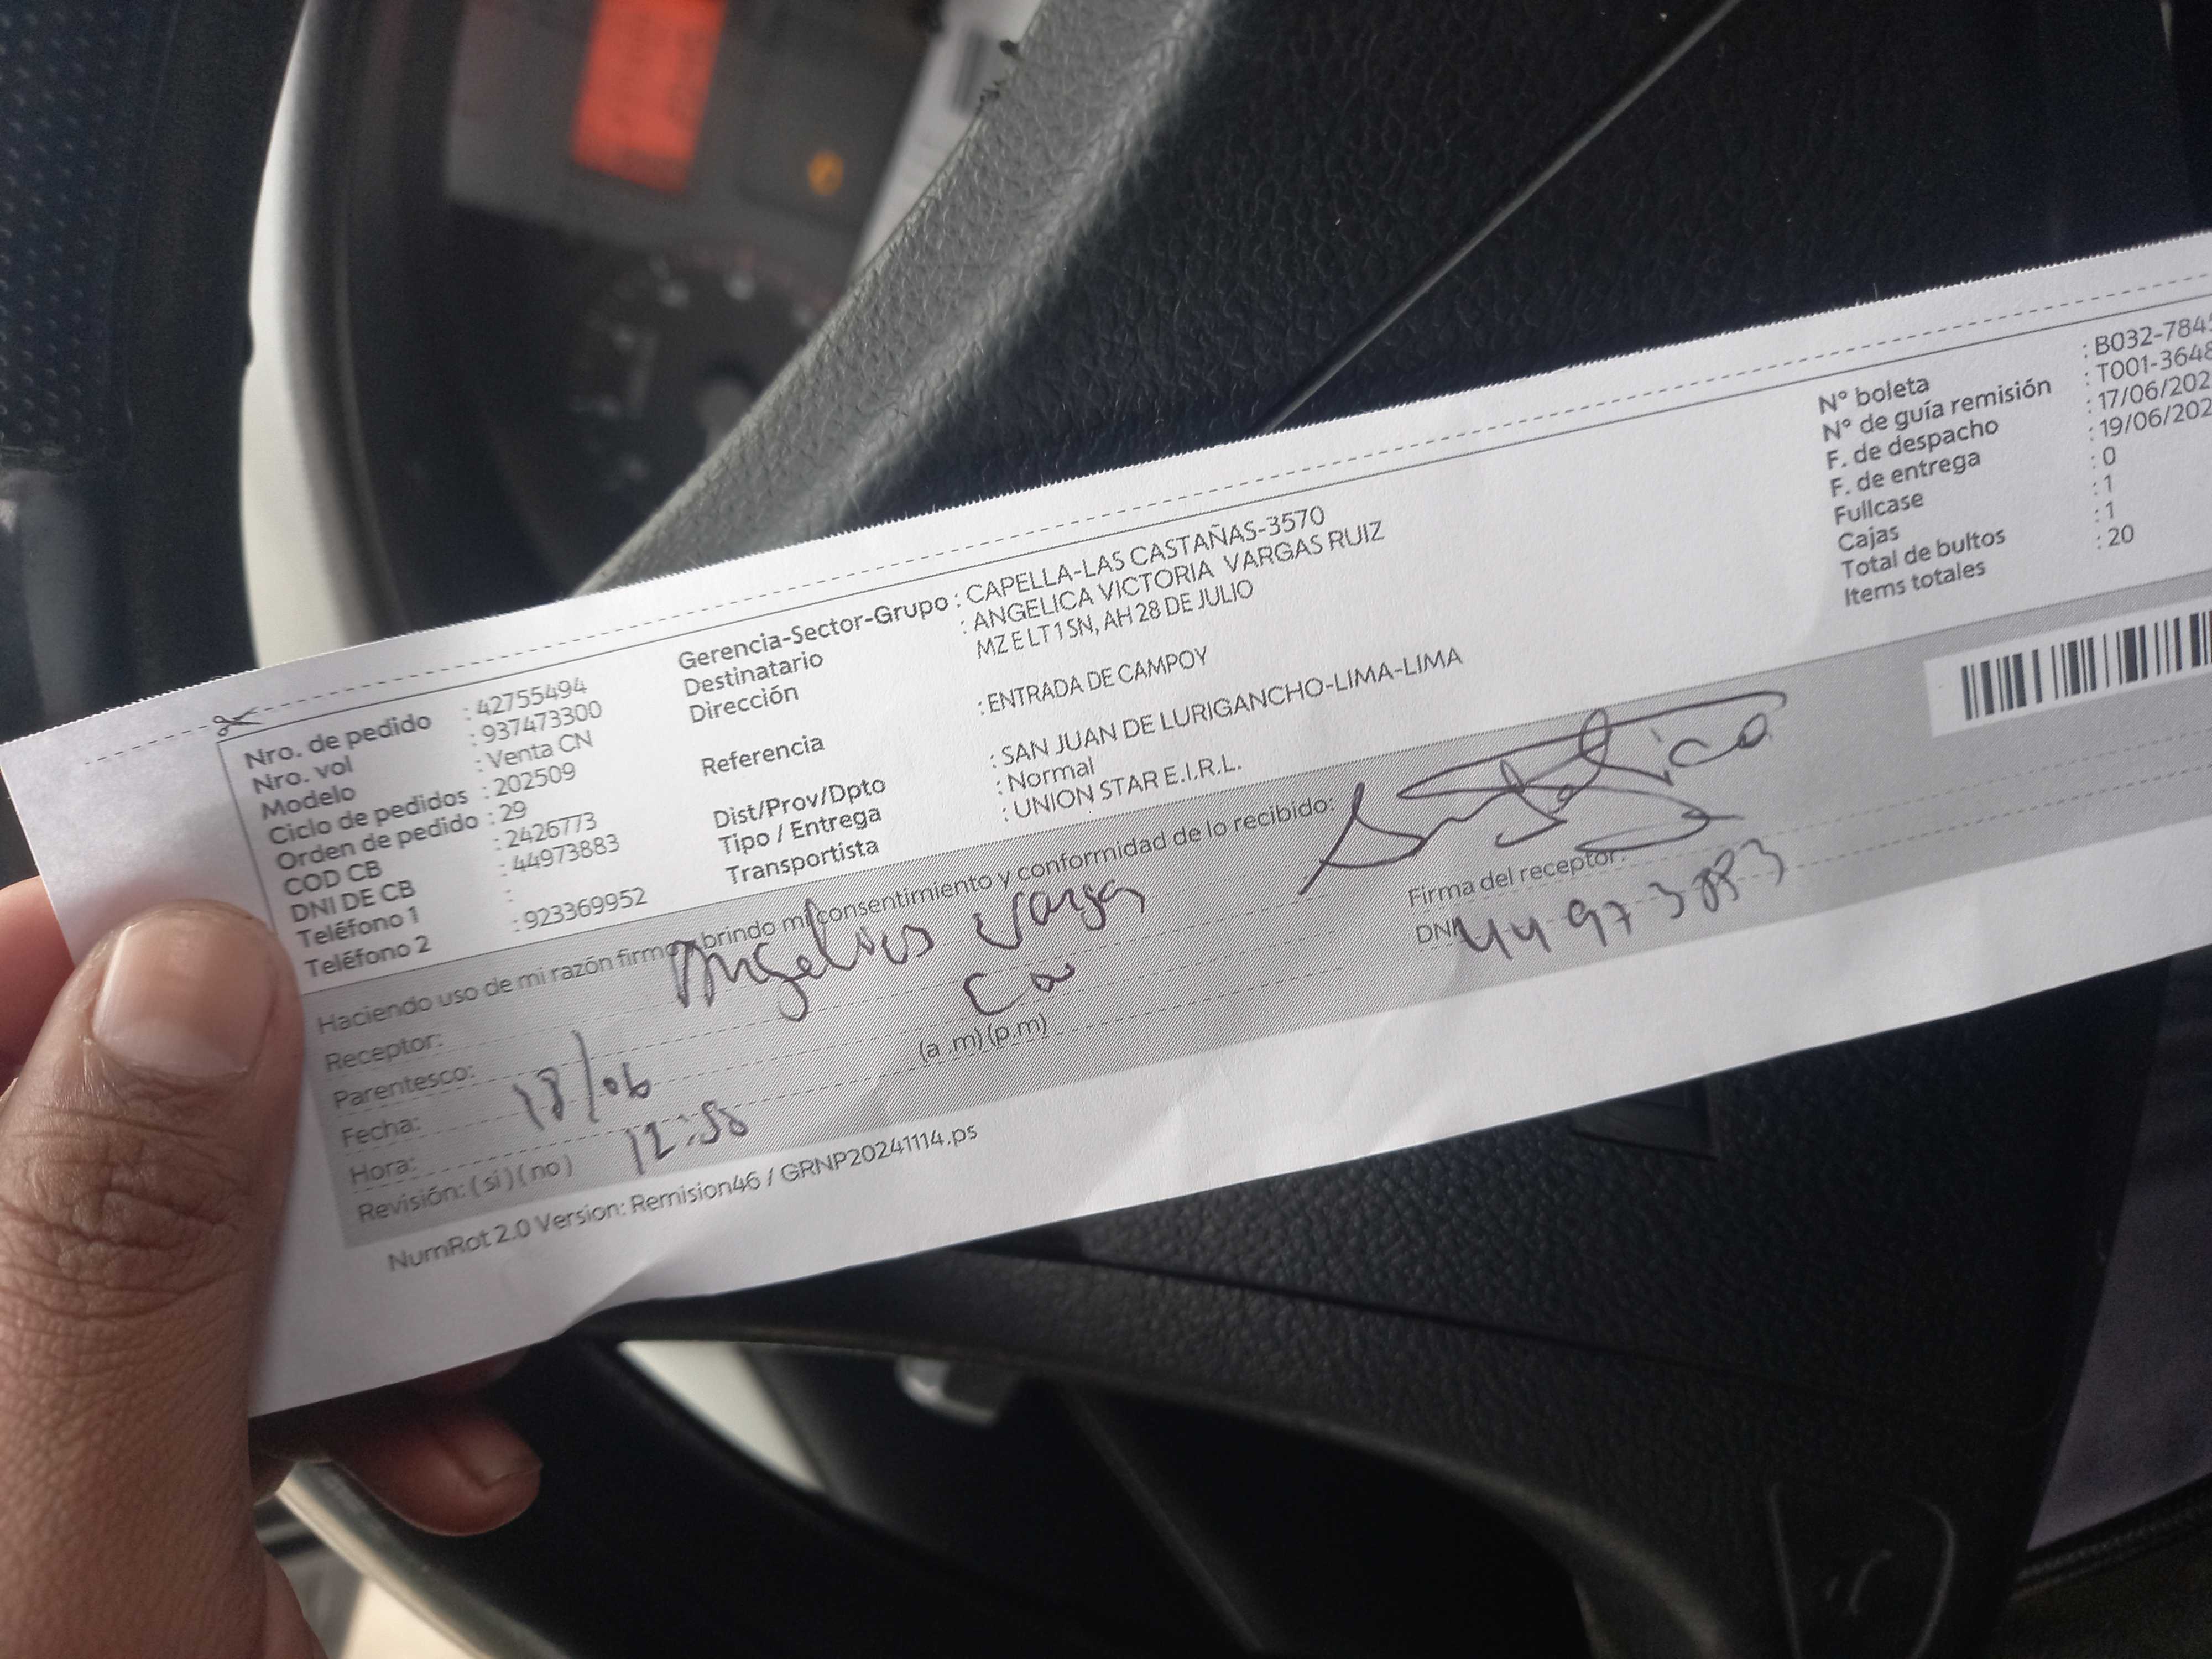 Nro. de pedido : 42755494
Nro. vol : 937473300
Modelo : Venta CN
Ciclo de pedidos : 202509
Orden de pedido : 29
COD CB : 2426773
DNI DE CB : 44973883
Teléfono 1 :
Teléfono 2 : 923369952
Gerencia-Sector-Grupo : CAPELLA-LAS CASTAÑAS-3570
Destinatario : ANGELICA VICTORIA VARGAS RUIZ
Dirección MZ E LT 1 SN, AH 28 DE JULIO
Referencia : ENTRADA DE CAMPOY
Dist/Prov/Dpto : SAN JUAN DE LURIGANCHO-LIMA-LIMA
Tipo / Entrega : Normal
Transportista : UNION STAR E.I.R.L.
N° boleta : B032-784
N° de guía remisión : T001-3648
F. de despacho : 17/06/202
F. de entrega : 19/06/202
Fullcase : 0
Cajas : 1
Total de bultos : 1
Items totales : 20
Haciendo uso de mi razón firmo brindo mi consentimiento y conformidad de lo recibido:
Receptor: Vargas
Parentesco:
Fecha: 18/06
Hora: 12:58 (a .m) (p.m)
Revisión: ( si ) ( no )
Firma del receptor:
DNI 44973883
NumRot 2.0 Version: Remision46 / GRNP20241114.ps